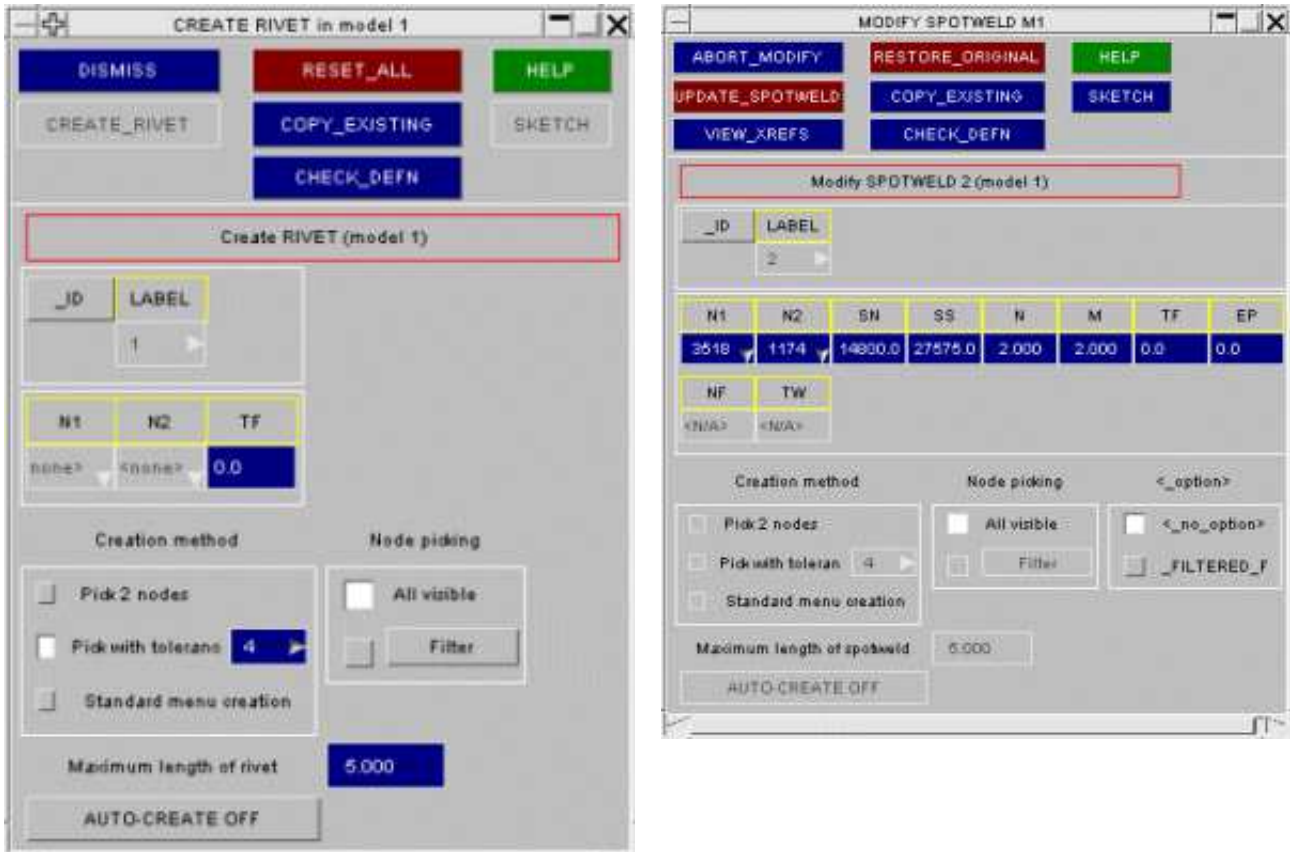 CREATE RIVET in model 1
DISMISS RESET_ALL HELP
CREATE_RIVET COPY_EXISTING SKETCH
CHECK_DEFN
Create RIVET (model 1)
_ID LABEL
1
N1 N2 TF
none> <none> 0.0
Creation method Node picking
Pick 2 nodes All visible
Pick with toleranc 4 Filter
Standard menu creation
Maximum length of rivet 5.000
AUTO-CREATE OFF
MODIFY SPOTWELD M1
ABORT_MODIFY RESTORE_ORIGINAL HELP
UPDATE_SPOTWELD COPY_EXISTING SKETCH
VIEW_XREFS CHECK_DEFN
Modify SPOTWELD 2 (model 1)
_ID LABEL
2
N1 N2 SN SS N M TF EP
3518 1174 14800.0 27575.0 2.000 2.000 0.0 0.0
NF TW
<N/A> <N/A>
Creation method Node picking <_option>
Pick 2 nodes All visible <_no_option>
Pick with toleran 4 Filter _FILTERED_F
Standard menu creation
Maximum length of spotweld 5.000
AUTO-CREATE OFF